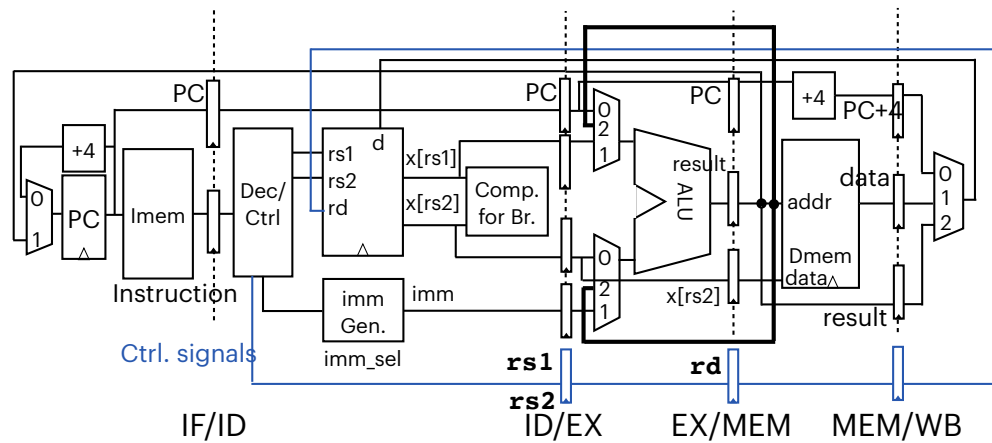 PC
PC
PC
+4
PC+4
+4
0
1
PC
Imem
Instruction
Dec/
Ctrl
rs1
rs2
rd
d
x[rs1]
x[rs2]
Comp.
for Br.
imm
Gen.
imm
imm_sel
0
2
1
0
2
1
ALU
result
x[rs2]
addr
Dmem
data
data
result
0
1
2
Ctrl. signals
rs1
rs2
rd
IF/ID
ID/EX
EX/MEM
MEM/WB